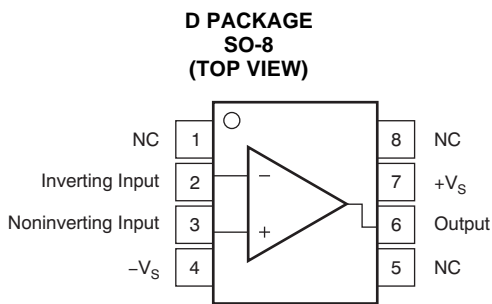 D PACKAGE
SO-8
(TOP VIEW)
NC 1 8 NC
Inverting Input 2 − 7 +VS
Noninverting Input 3 + 6 Output
−VS 4 5 NC